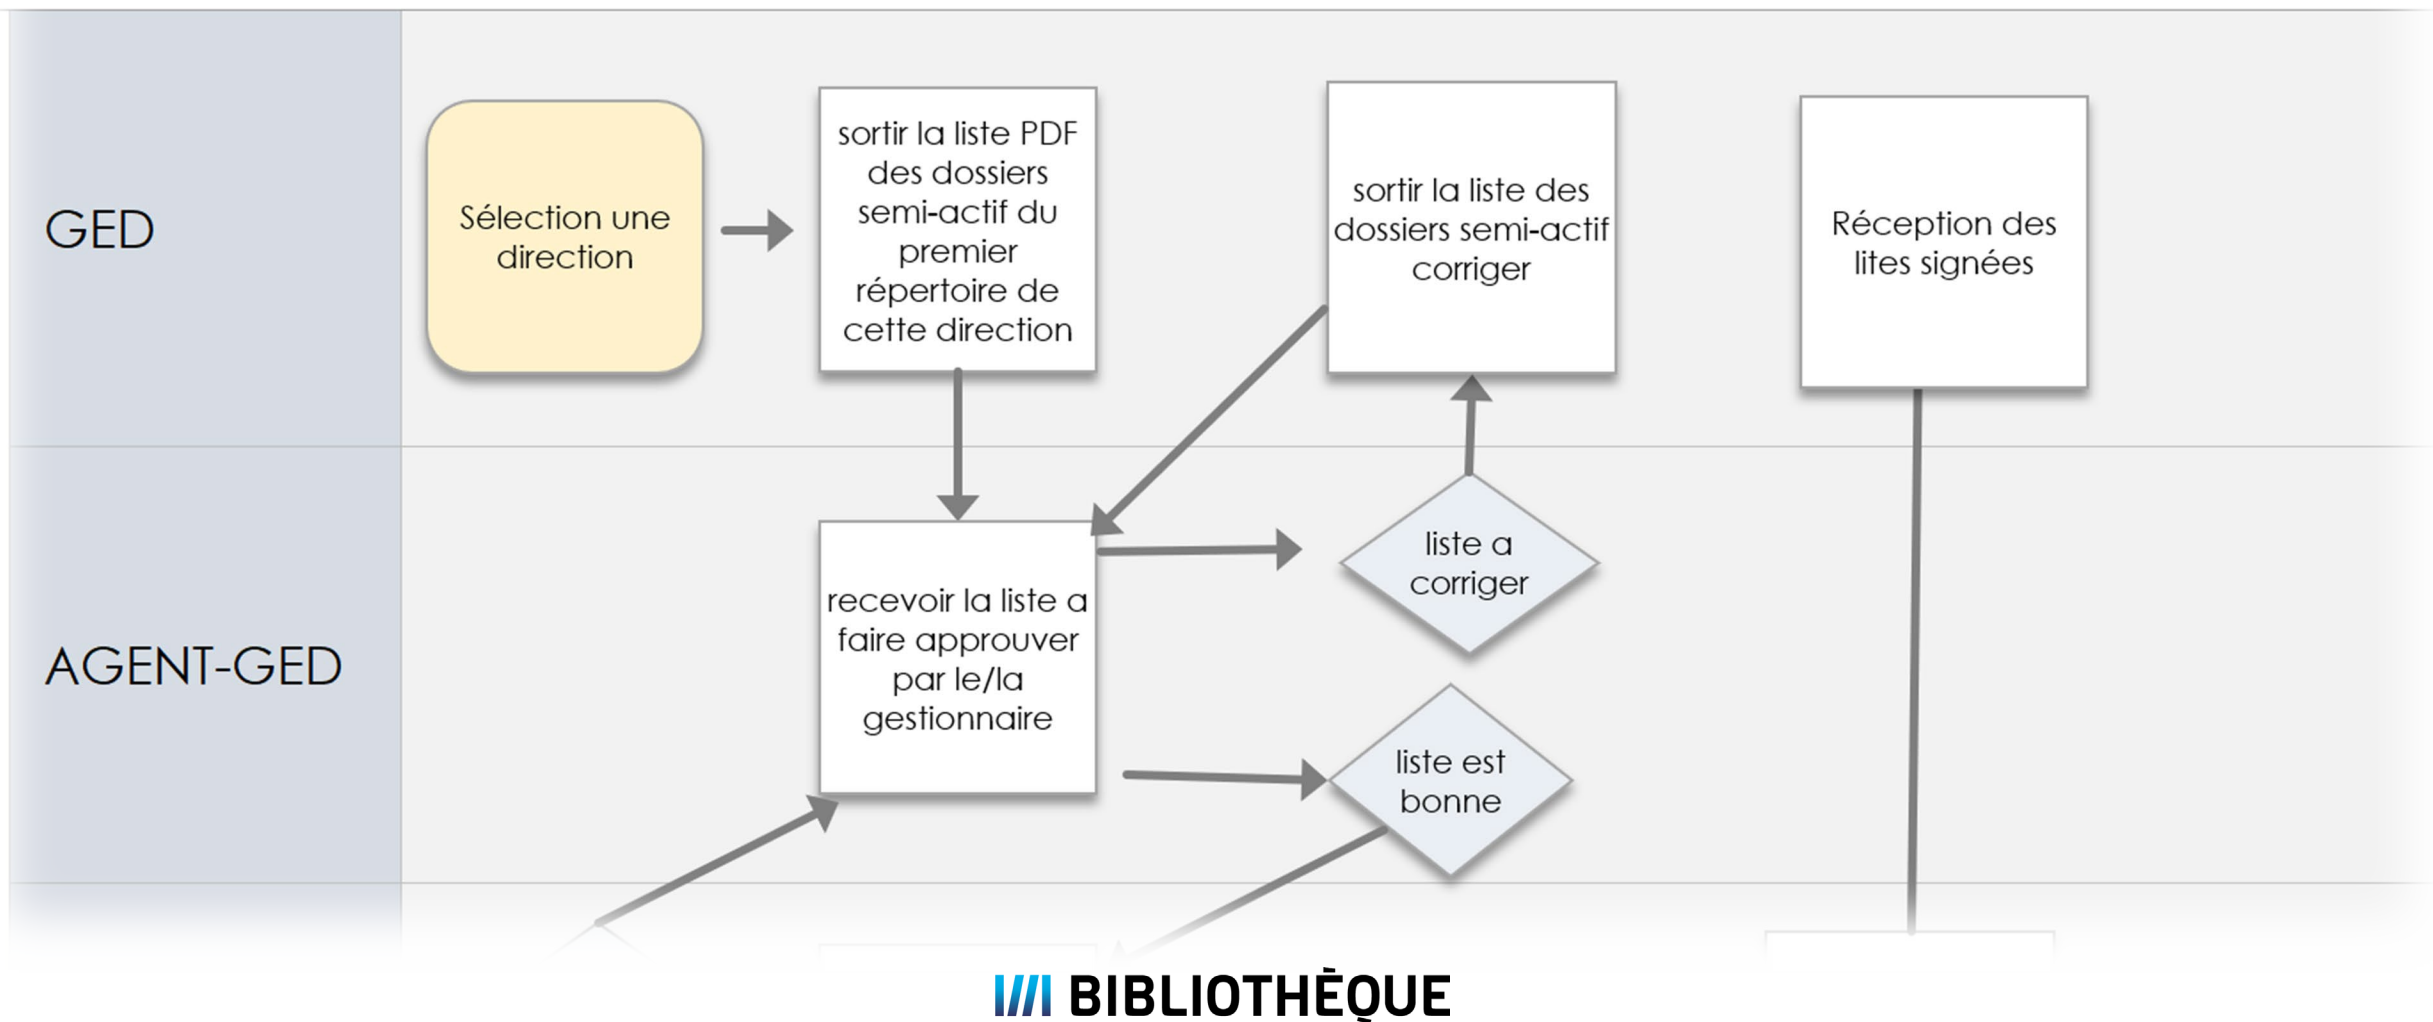 GED
Sélection une
direction
sortir la liste PDF
des dossiers
semi-actif du
premier
répertoire de
cette direction
sortir la liste des
dossiers semi-actif
corriger
Réception des
lites signées
AGENT-GED
recevoir la liste a
faire approuver
par le/la
gestionnaire
liste a
corriger
liste est
bonne
BIBLIOTHÈQUE